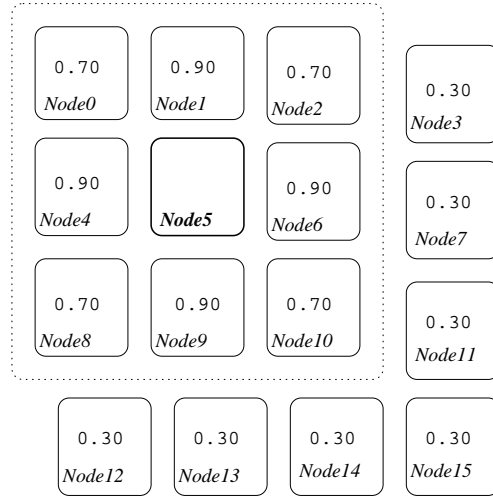 0.70
Node0
0.90
Node1
0.70
Node2
0.30
Node3
0.90
Node4
Node5
0.90
Node6
0.30
Node7
0.70
Node8
0.90
Node9
0.70
Node10
0.30
Node11
0.30
Node12
0.30
Node13
0.30
Node14
0.30
Node15